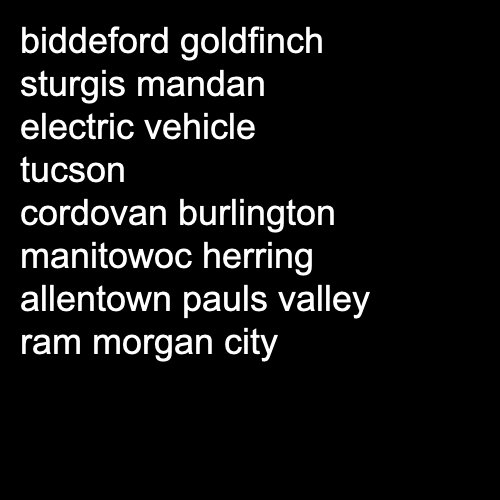 biddeford goldfinch
sturgis mandan
electric vehicle
tucson
cordovan burlington
manitowoc herring
allentown pauls valley
ram morgan city